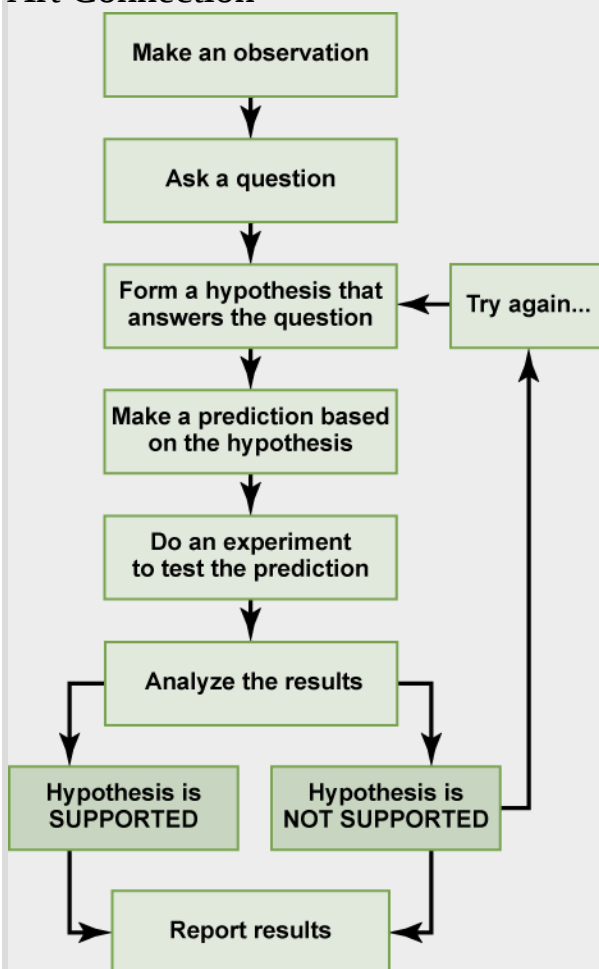 Art Connection
Make an observation
Ask a question
Form a hypothesis that
answers the question
Try again...
Make a prediction based
on the hypothesis
Do an experiment
to test the prediction
Analyze the results
Hypothesis is
SUPPORTED
Hypothesis is
NOT SUPPORTED
Report results